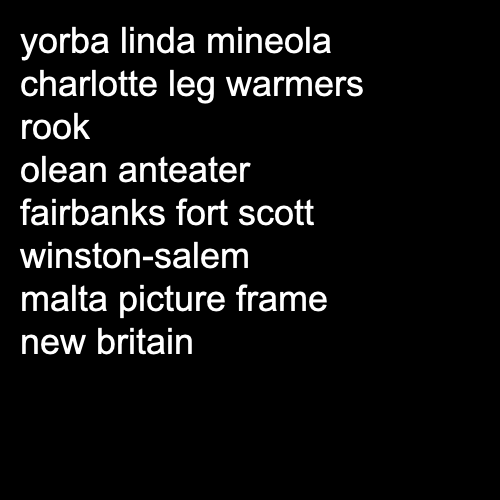 yorba linda mineola
charlotte leg warmers
rook
olean anteater
fairbanks fort scott
winston-salem
malta picture frame
new britain